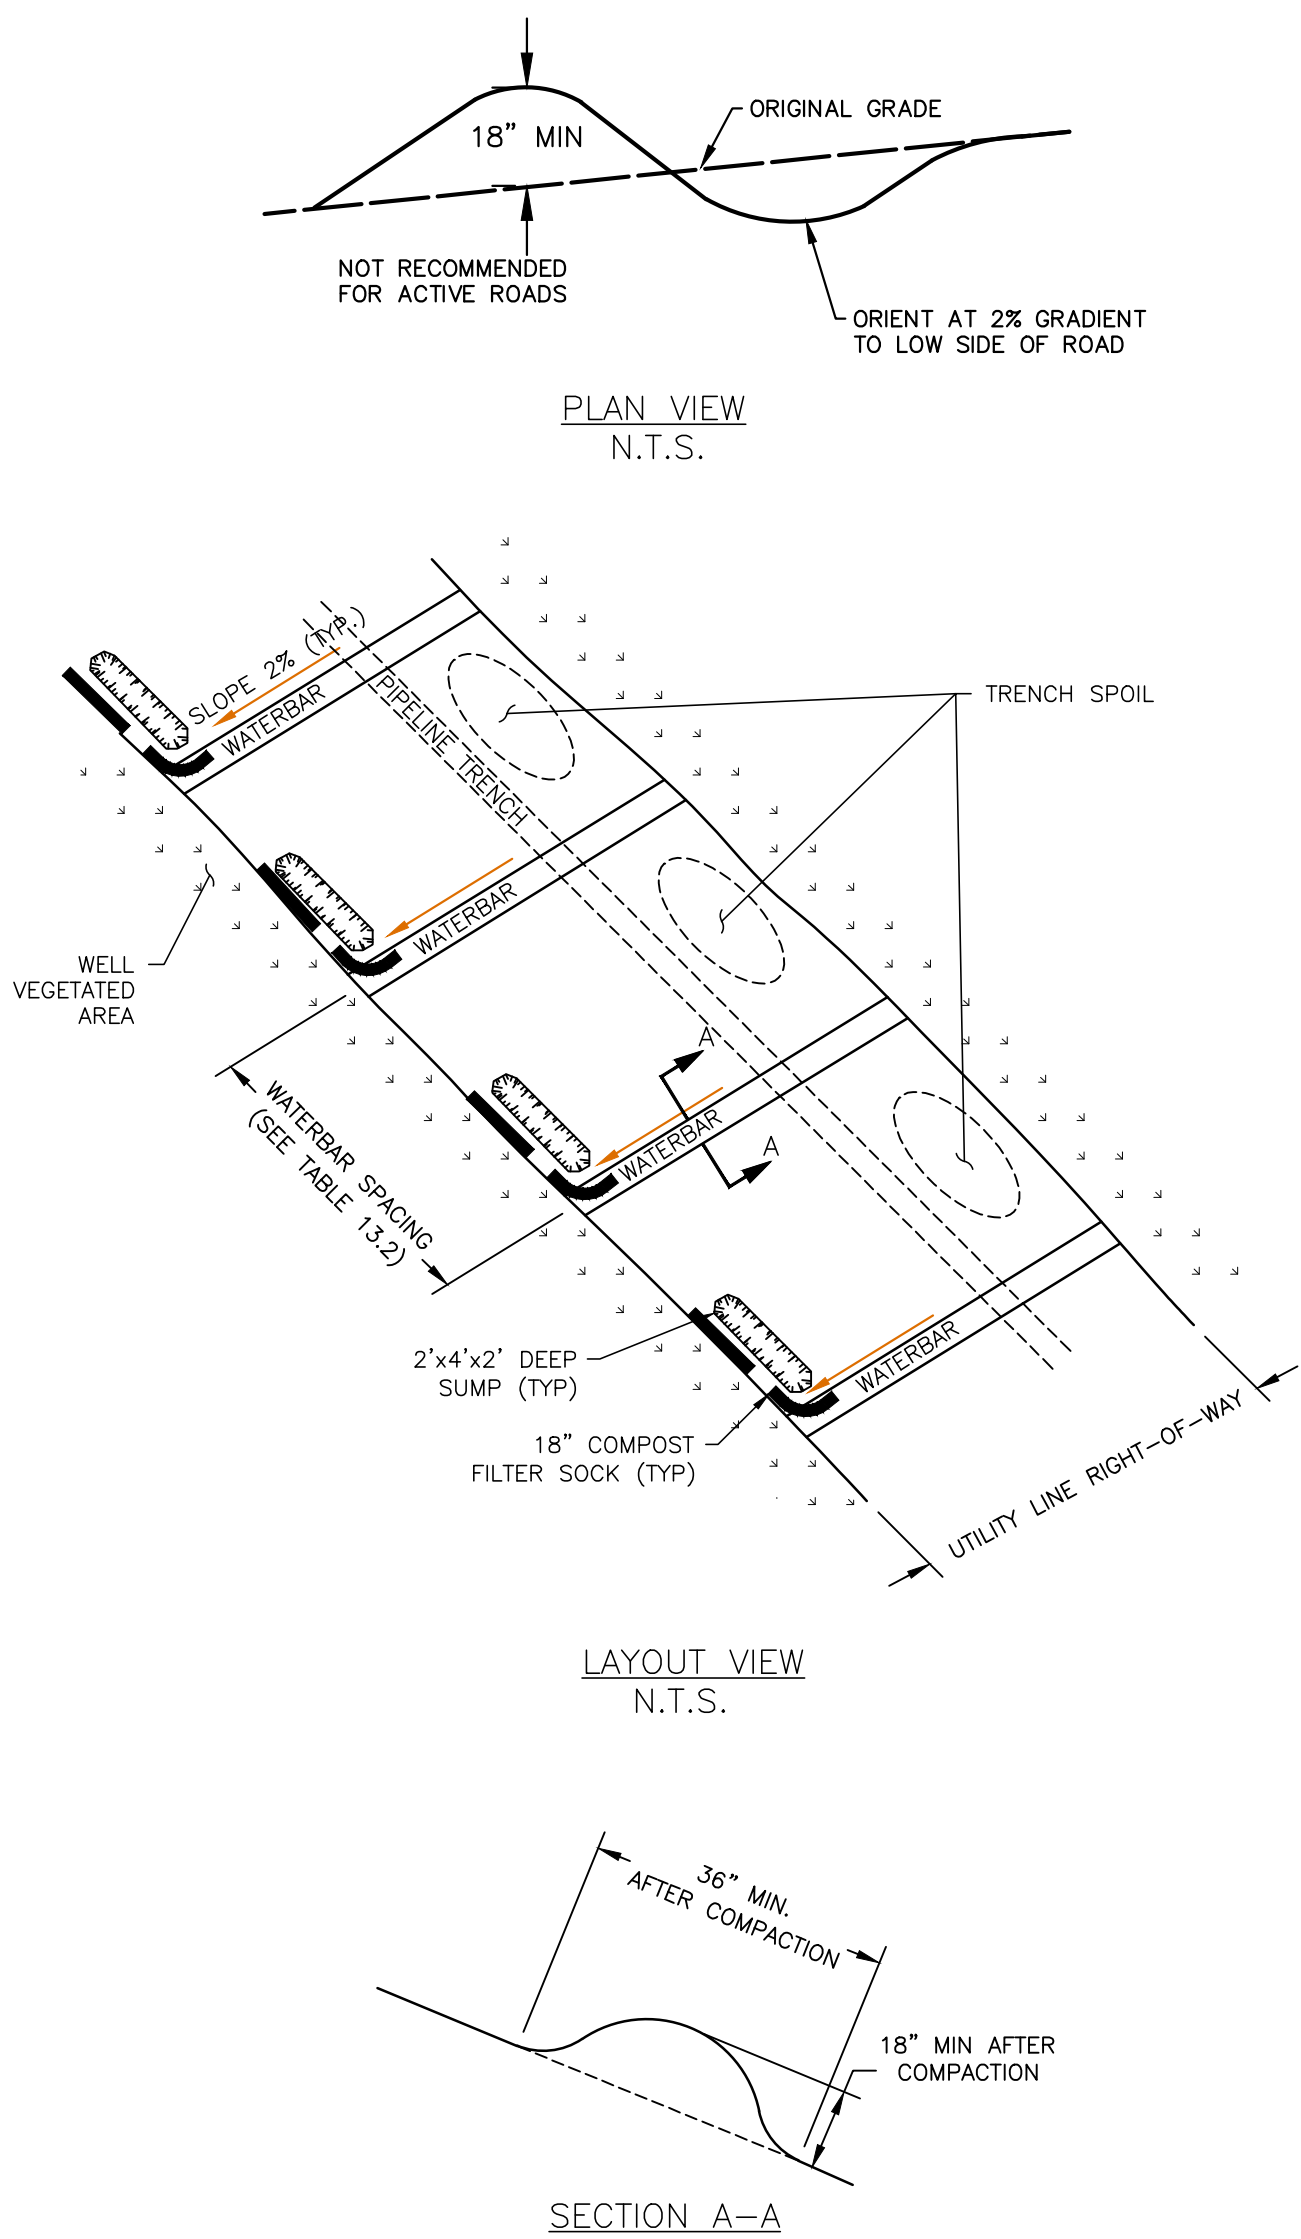 18" MIN
ORIGINAL GRADE
NOT RECOMMENDED
FOR ACTIVE ROADS
ORIENT AT 2% GRADIENT
TO LOW SIDE OF ROAD
PLAN VIEW
N.T.S.
SLOPE 2% (TYP.)
WATERBAR
PIPELINE TRENCH
TRENCH SPOIL
WATERBAR
WELL
VEGETATED
AREA
A
A
WATERBAR
WATERBAR SPACING
(SEE TABLE 13.2)
WATERBAR
2'x4'x2' DEEP
SUMP (TYP)
18" COMPOST
FILTER SOCK (TYP)
UTILITY LINE RIGHT-OF-WAY
LAYOUT VIEW
N.T.S.
36" MIN.
AFTER COMPACTION
18" MIN AFTER
COMPACTION
SECTION A-A